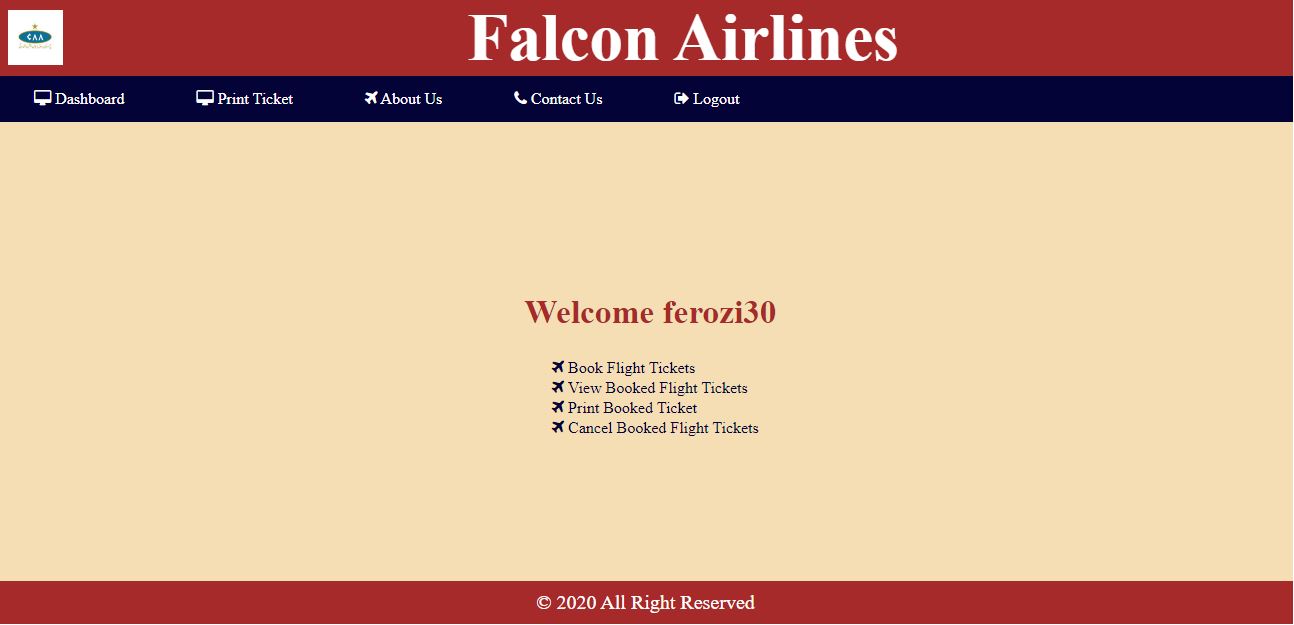 CAA
Falcon Airlines
Dashboard Print Ticket About Us Contact Us Logout
Welcome ferozi30
Book Flight Tickets
View Booked Flight Tickets
Print Booked Ticket
Cancel Booked Flight Tickets
© 2020 All Right Reserved